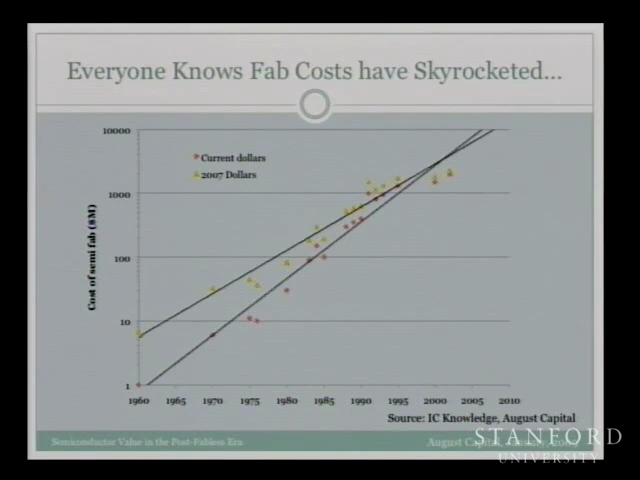 Everyone Knows Fab Costs have Skyrocketed...
10000
Current dollars
2007 Dollars
1000
Cost of semi fab ($M)
100
10
1
1960 1965 1970 1975 1980 1985 1990 1995 2000 2005 2010
Source: IC Knowledge, August Capital
Semiconductor Value in the Post-Fabless Era
August Capital,
STANFORD
UNIVERSITY